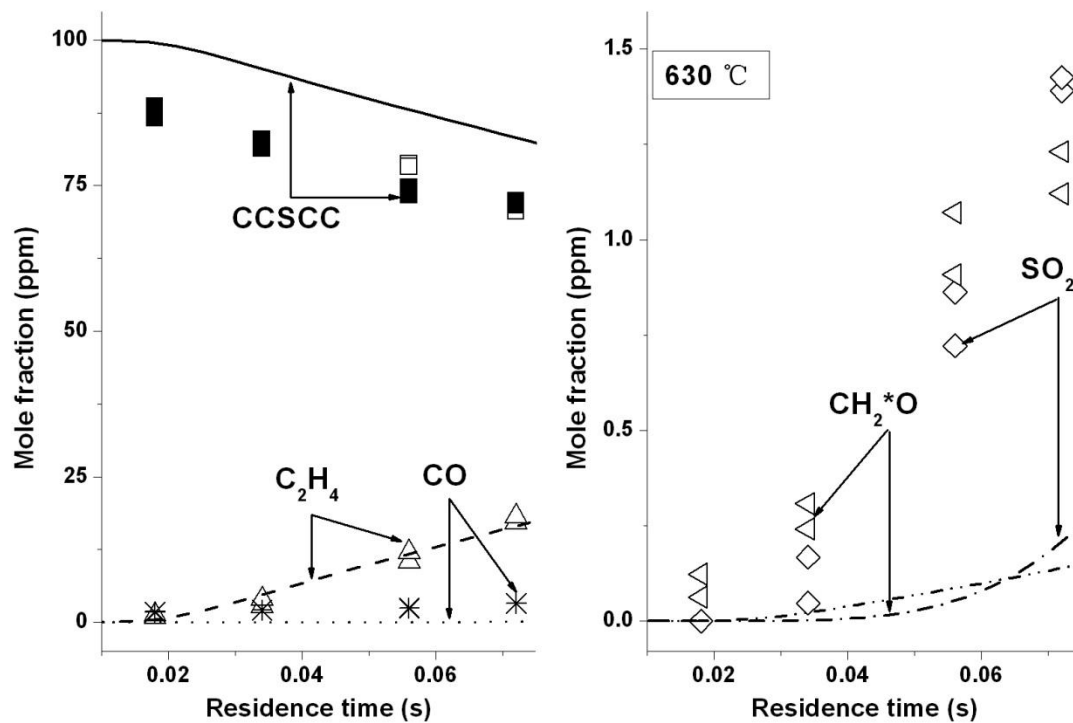 100
75
50
25
0
Mole fraction (ppm)
CCSCC
C₂H₄
CO
0.02
0.04
0.06
Residence time (s)
1.5
1.0
0.5
0.0
Mole fraction (ppm)
630 ℃
SO₂
CH₂*O
0.02
0.04
0.06
Residence time (s)